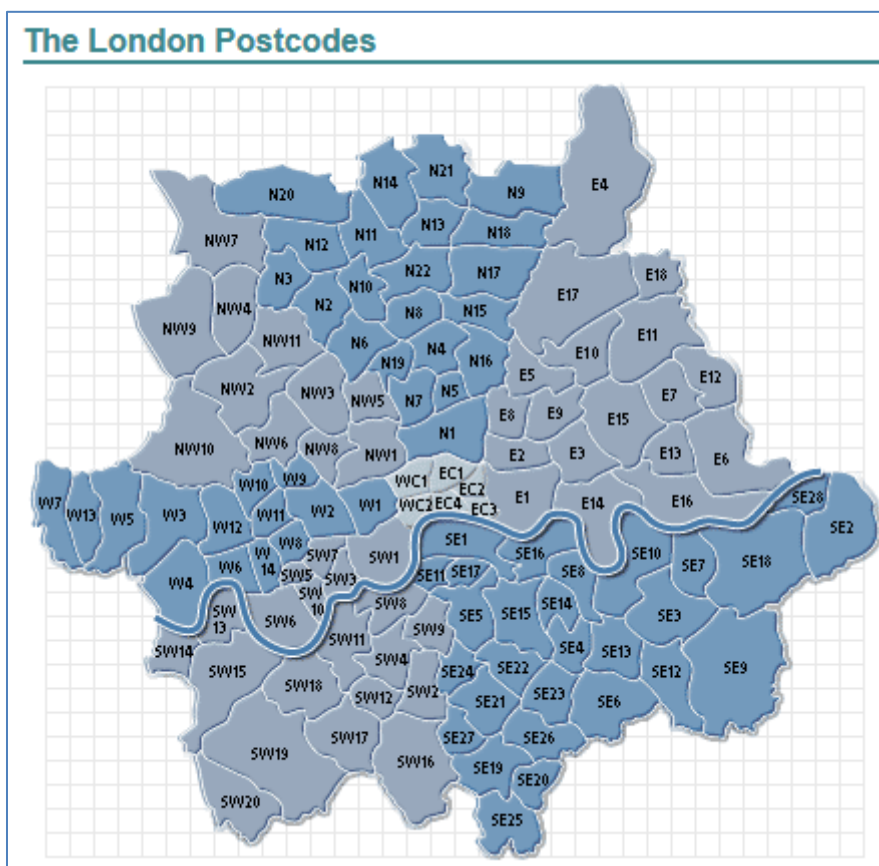 The London Postcodes
E4
N14
N21
N9
N20
N13
N18
N11
N12
NW7
N22
N17
E18
N3
N10
E17
N2
NW4
N8
N15
NW9
E11
NW11
N6
N4
E10
N19
N16
E5
E12
NW2
NW3
NW5
N7
N5
E7
E8
E9
E15
N1
NW6
NW8
NW1
E2
E3
E13
E6
NW10
W10
W9
WC1
EC1
EC2
W7
W13
W5
W3
W12
W11
W2
W1
WC2
EC4
EC3
E1
E14
E16
SE28
SE2
W4
W6
W
14
W8
SW7
SW5
SW3
SW1
SE1
SE16
SE10
SE7
SE18
SW
10
SE11
SE17
SE8
SW
13
SW6
SW8
SE5
SE15
SE14
SE3
SW14
SW11
SW9
SE4
SE13
SW15
SW4
SE24
SE22
SE12
SE9
SW18
SW12
SW2
SE21
SE23
SE6
SW19
SW17
SW16
SE27
SE26
SE19
SE20
SW20
SE25